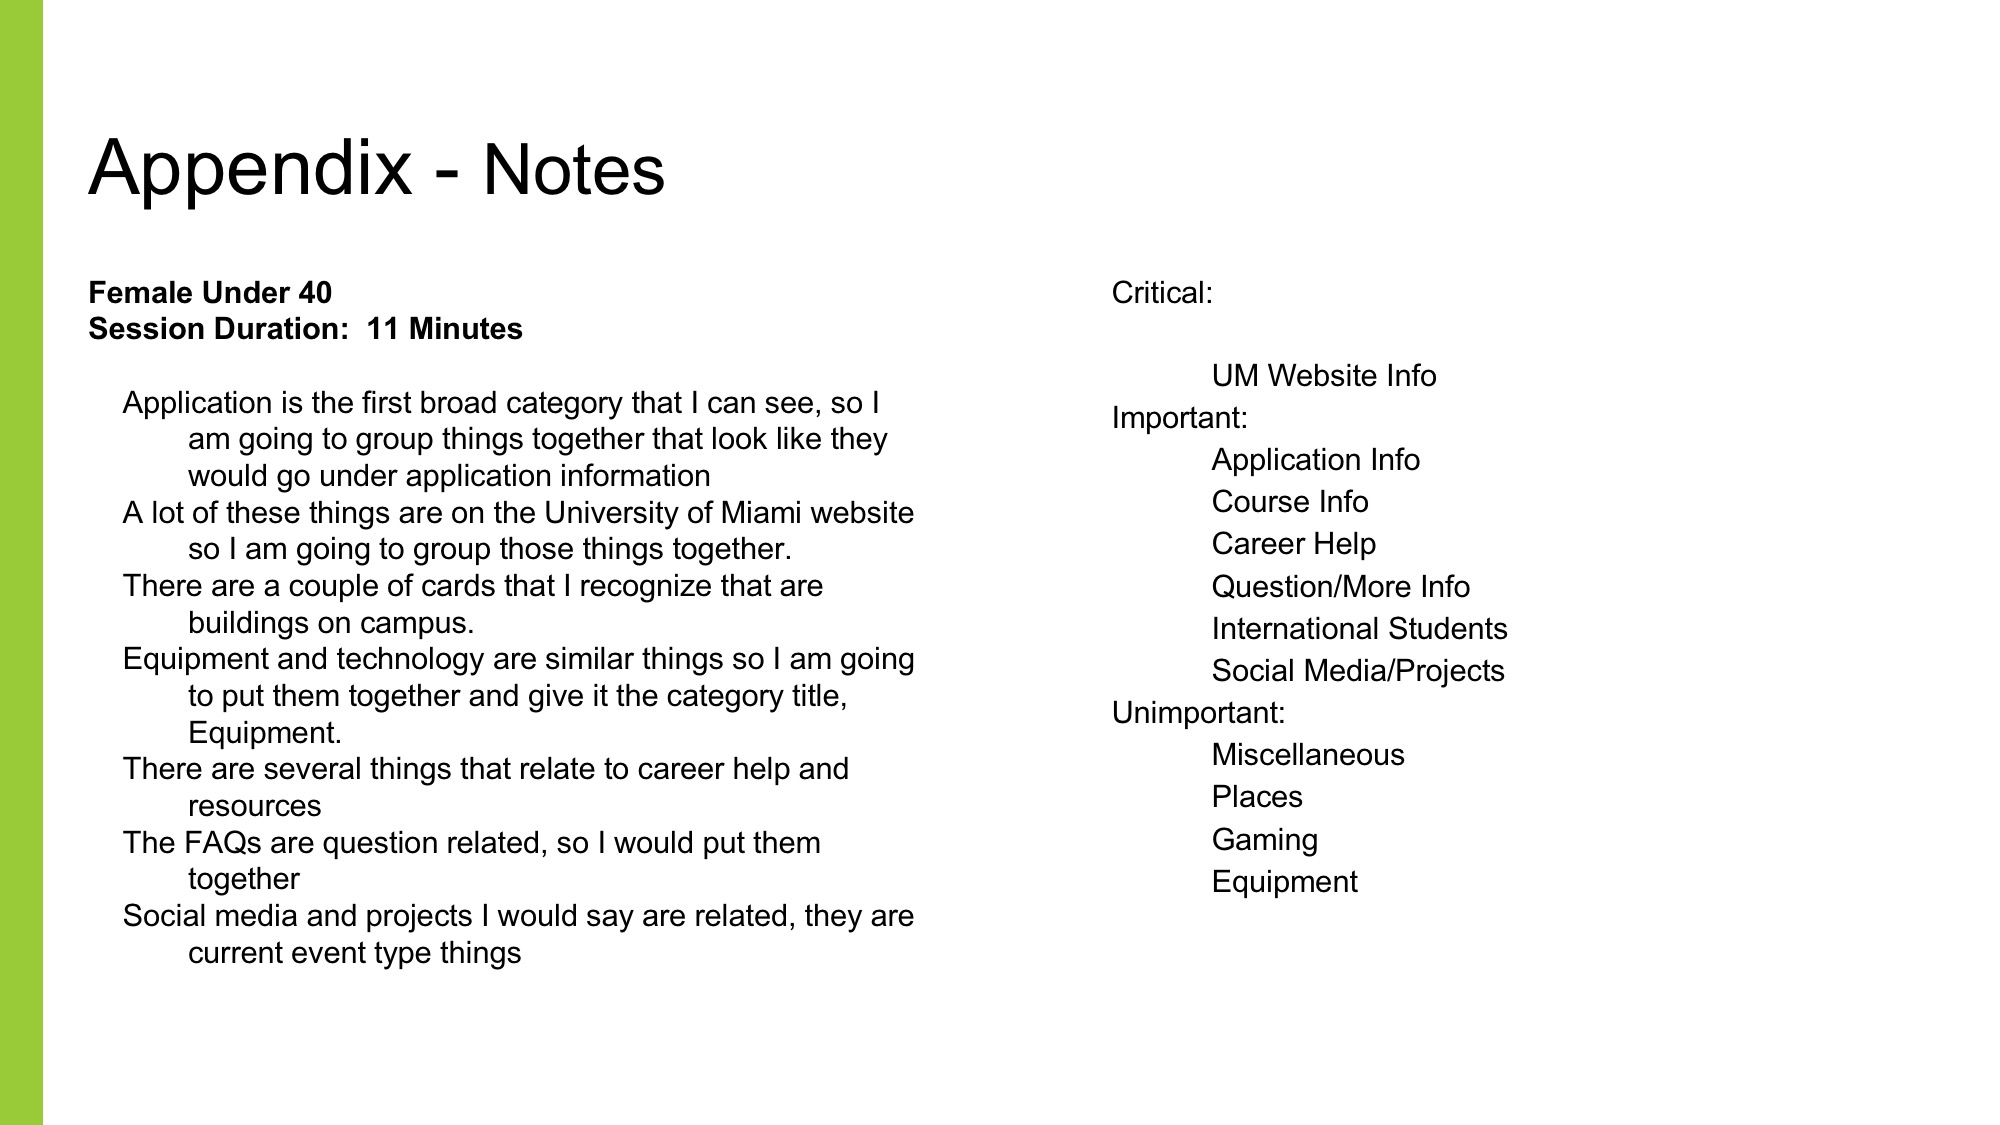 Appendix - Notes
Female Under 40
Session Duration:  11 Minutes
Application is the first broad category that I can see, so I
am going to group things together that look like they
would go under application information
A lot of these things are on the University of Miami website
so I am going to group those things together.
There are a couple of cards that I recognize that are
buildings on campus.
Equipment and technology are similar things so I am going
to put them together and give it the category title,
Equipment.
There are several things that relate to career help and
resources
The FAQs are question related, so I would put them
together
Social media and projects I would say are related, they are
current event type things
Critical:
UM Website Info
Important:
Application Info
Course Info
Career Help
Question/More Info
International Students
Social Media/Projects
Unimportant:
Miscellaneous
Places
Gaming
Equipment